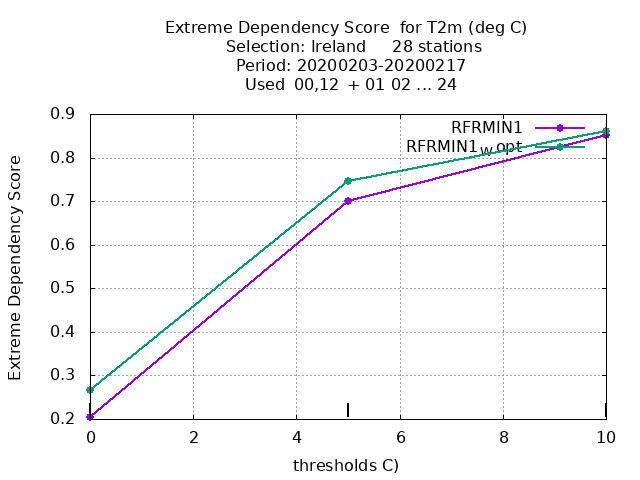 Extreme Dependency Score  for T2m (deg C)
Selection: Ireland     28 stations
Period: 20200203-20200217
Used  00,12  + 01 02 ... 24
RFRMIN1
RFRMIN1wopt
Extreme Dependency Score
0.9
0.8
0.7
0.6
0.5
0.4
0.3
0.2
0 2 4 6 8 10
thresholds C)